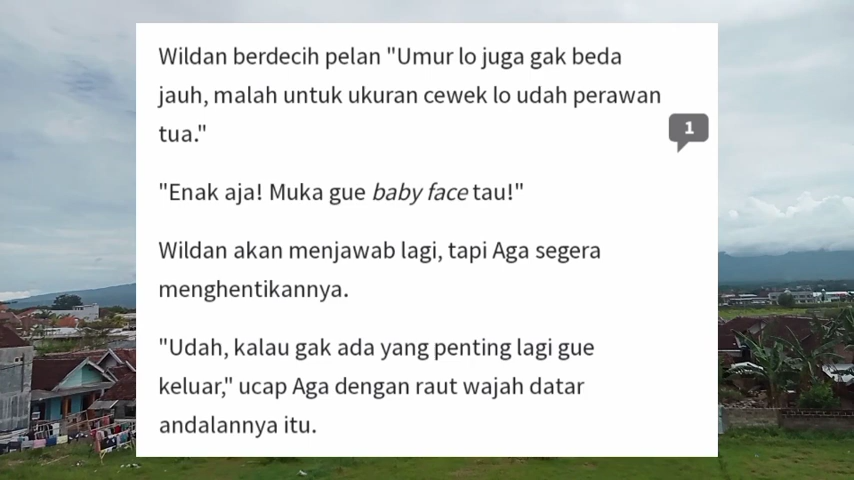 Wildan berdecih pelan "Umur lo juga gak beda
jauh, malah untuk ukuran cewek lo udah perawan
tua."
1
"Enak aja! Muka gue baby face tau!"
Wildan akan menjawab lagi, tapi Aga segera
menghentikannya.
"Udah, kalau gak ada yang penting lagi gue
keluar," ucap Aga dengan raut wajah datar
andalannya itu.